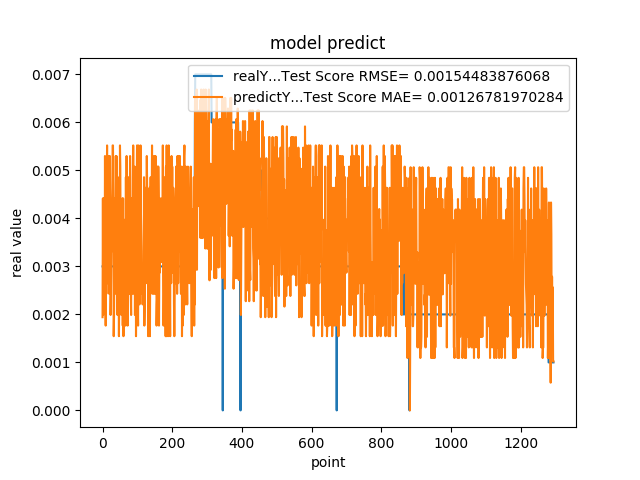 model predict
realY...Test Score RMSE= 0.00154483876068
predictY...Test Score MAE= 0.00126781970284
0.007
0.006
0.005
0.004
0.003
0.002
0.001
0.000
real value
0 200 400 600 800 1000 1200
point